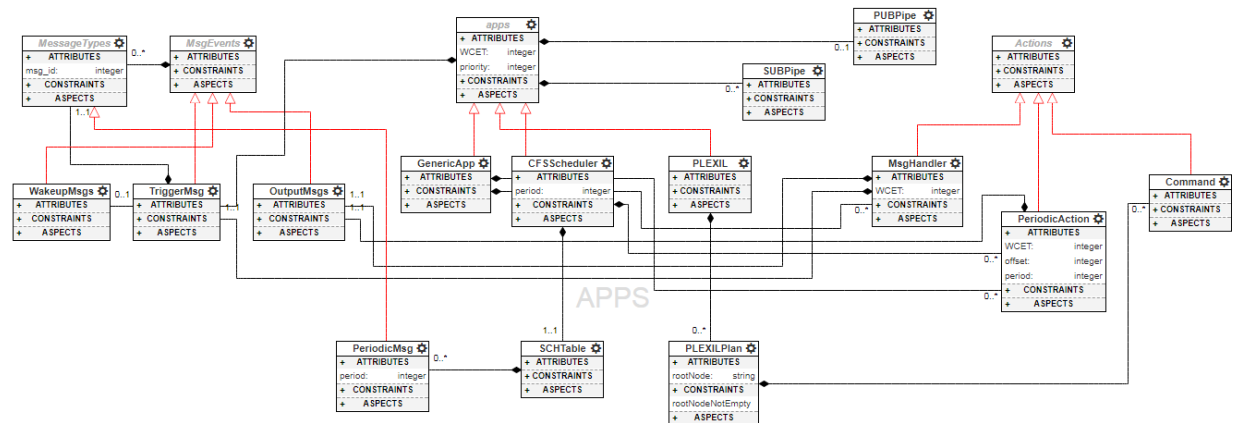 apps
+ ATTRIBUTES
WCET: integer
priority: integer
+ CONSTRAINTS
+ ASPECTS
PUBPipe
+ ATTRIBUTES
+ CONSTRAINTS
+ ASPECTS
0..1
MessageTypes
+ ATTRIBUTES
msg_id: integer
+ CONSTRAINTS
+ ASPECTS
0..*
1..1
MsgEvents
+ ATTRIBUTES
+ CONSTRAINTS
+ ASPECTS
Actions
+ ATTRIBUTES
+ CONSTRAINTS
+ ASPECTS
SUBPipe
+ ATTRIBUTES
+ CONSTRAINTS
+ ASPECTS
0..*
WakeupMsgs
+ ATTRIBUTES
+ CONSTRAINTS
+ ASPECTS
0..1
TriggerMsg
+ ATTRIBUTES
+ CONSTRAINTS
+ ASPECTS
1..1
OutputMsgs
+ ATTRIBUTES
+ CONSTRAINTS
+ ASPECTS
1..1
1..1
GenericApp
+ ATTRIBUTES
+ CONSTRAINTS
+ ASPECTS
CFSScheduler
+ ATTRIBUTES
period: integer
+ CONSTRAINTS
+ ASPECTS
PLEXIL
+ ATTRIBUTES
+ CONSTRAINTS
+ ASPECTS
MsgHandler
+ ATTRIBUTES
WCET: integer
+ CONSTRAINTS
+ ASPECTS
0..*
Command
+ ATTRIBUTES
+ CONSTRAINTS
+ ASPECTS
0..*
PeriodicAction
+ ATTRIBUTES
WCET: integer
offset: integer
period: integer
+ CONSTRAINTS
+ ASPECTS
0..*
0..*
APPS
PeriodicMsg
+ ATTRIBUTES
period: integer
+ CONSTRAINTS
+ ASPECTS
0..*
1..1
SCHTable
+ ATTRIBUTES
+ CONSTRAINTS
+ ASPECTS
0..*
PLEXILPlan
+ ATTRIBUTES
rootNode: string
+ CONSTRAINTS
rootNodeNotEmpty
+ ASPECTS